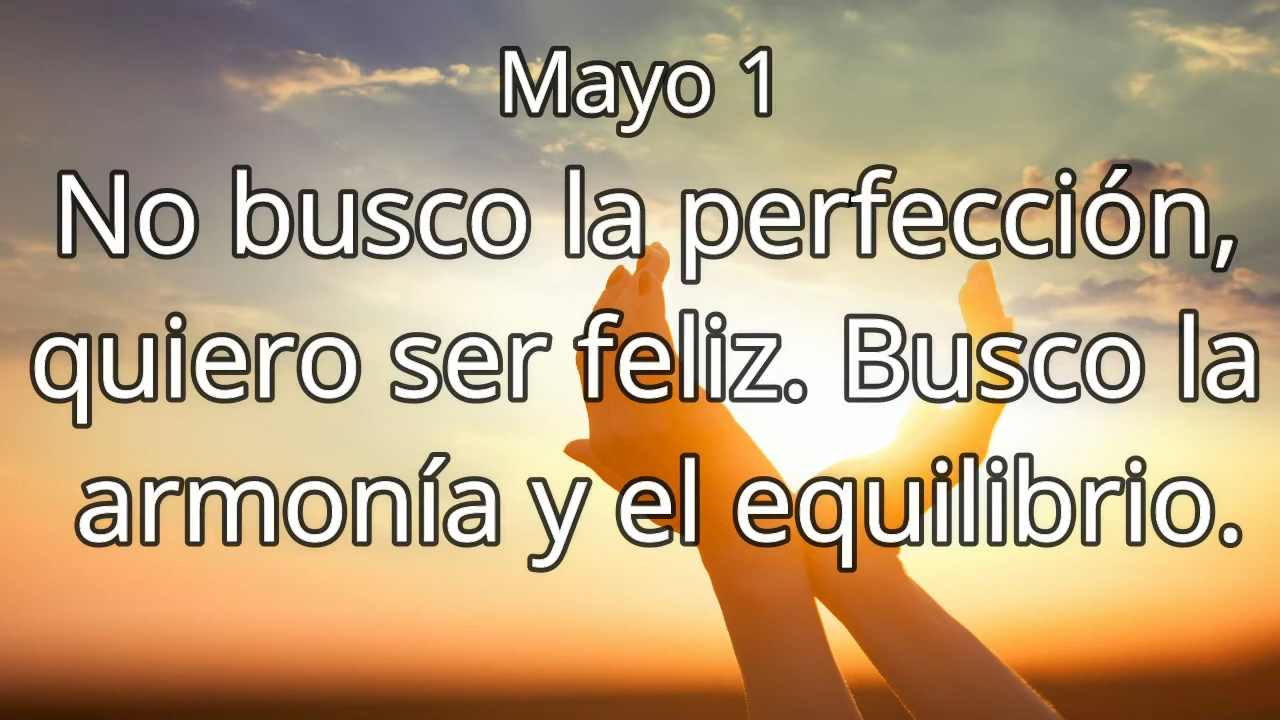 Mayo 1
No busco la perfección,
quiero ser feliz. Busco la
armonía y el equilibrio.